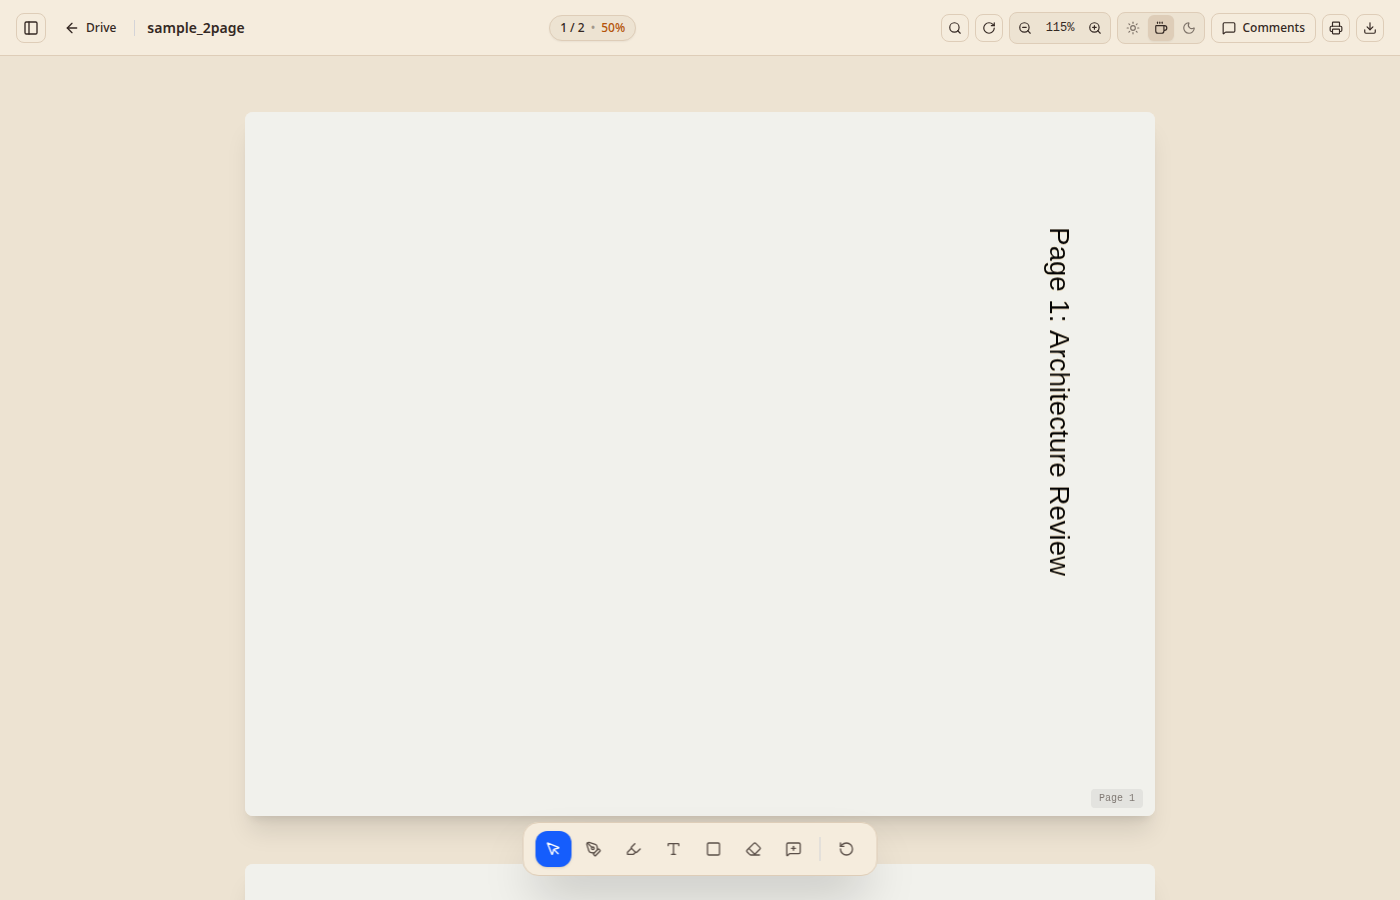 Drive
sample_2page
1 / 2 • 50%
115%
Comments
Page 1: Architecture Review
Page 1